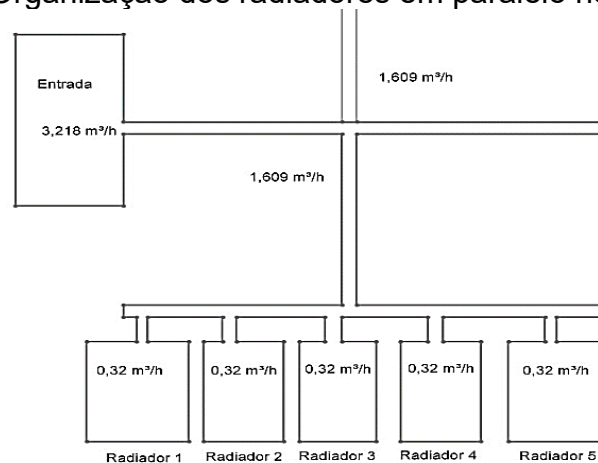 Organização dos radiadores em paralelo
1,609 m³/h
Entrada
3,218 m³/h
1,609 m³/h
0,32 m³/h 0,32 m³/h 0,32 m³/h 0,32 m³/h 0,32 m³/h
Radiador 1 Radiador 2 Radiador 3 Radiador 4 Radiador 5